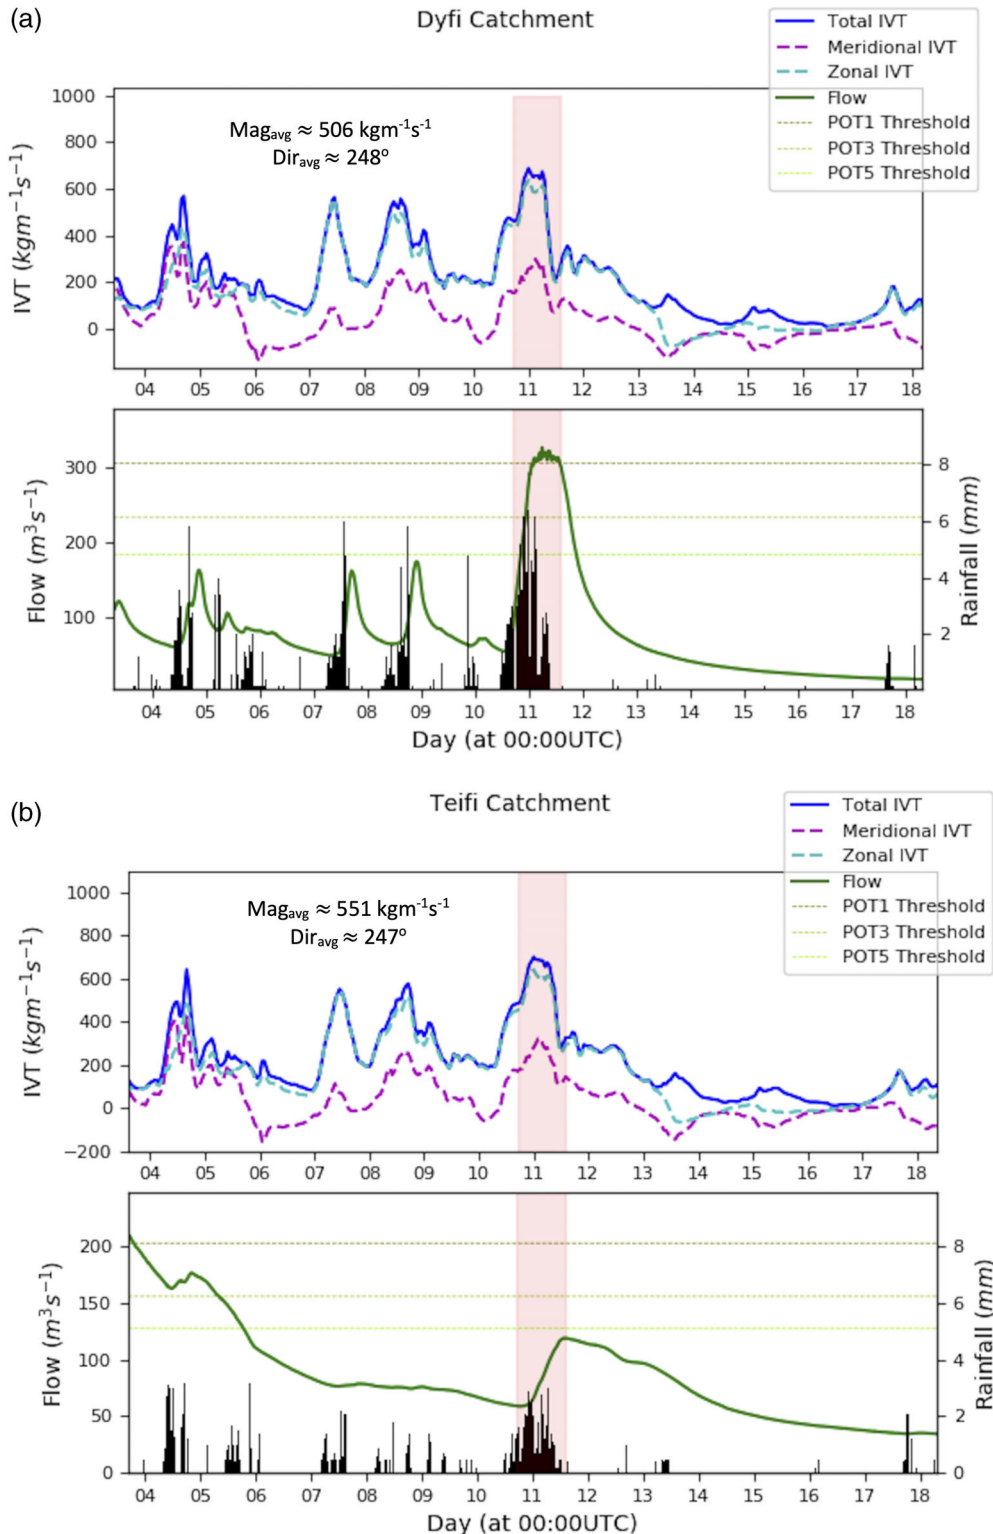 (a)
Dyfi Catchment
Total IVT
Meridional IVT
Zonal IVT
Flow
POT1 Threshold
POT3 Threshold
POT5 Threshold
Mag_avg ≈ 506 kgm⁻¹s⁻¹
Dir_avg ≈ 248°
IVT (kgm⁻¹s⁻¹)
1000
800
600
400
200
0
04 05 06 07 08 09 10 11 12 13 14 15 16 17 18
Flow (m³s⁻¹)
300
200
100
8
6
4
2
Rainfall (mm)
04 05 06 07 08 09 10 11 12 13 14 15 16 17 18
Day (at 00:00UTC)
(b)
Teifi Catchment
Total IVT
Meridional IVT
Zonal IVT
Flow
POT1 Threshold
POT3 Threshold
POT5 Threshold
Mag_avg ≈ 551 kgm⁻¹s⁻¹
Dir_avg ≈ 247°
IVT (kgm⁻¹s⁻¹)
1000
800
600
400
200
0
−200
04 05 06 07 08 09 10 11 12 13 14 15 16 17 18
Flow (m³s⁻¹)
200
150
100
50
0
8
6
4
2
0
Rainfall (mm)
04 05 06 07 08 09 10 11 12 13 14 15 16 17 18
Day (at 00:00UTC)